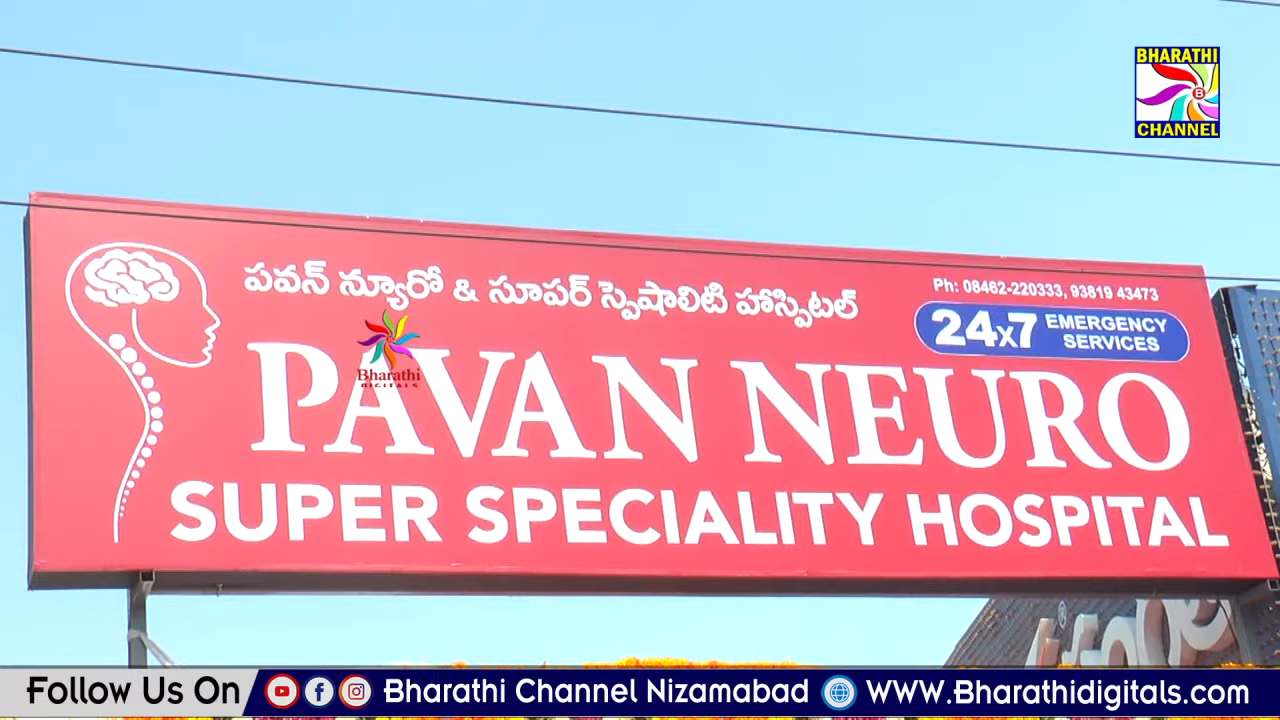 BHARATHI
B
CHANNEL
పవన్ న్యూరో & సూపర్ స్పెషాలిటి హాస్పిటల్
Ph: 08462-220333, 93819 43473
24x7 EMERGENCY SERVICES
Bharathi
DIGITALS
PAVAN NEURO
SUPER SPECIALITY HOSPITAL
Follow Us On Bharathi Channel Nizamabad WWW.Bharathidigitals.com